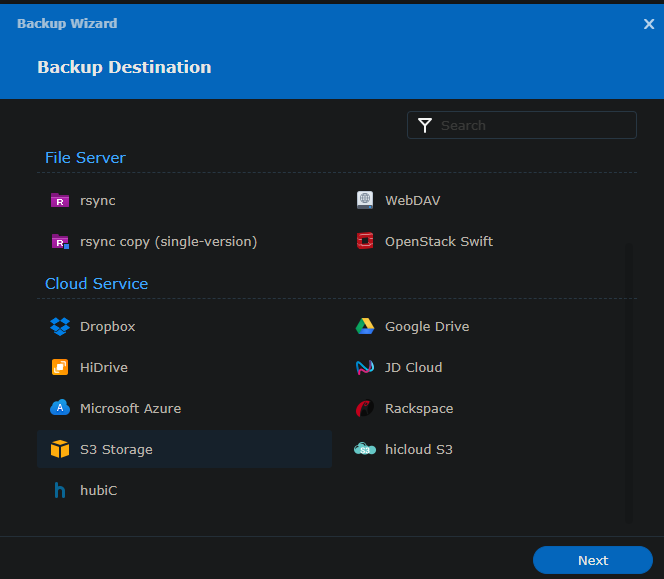 Backup Wizard
Backup Destination
Search
File Server
rsync
WebDAV
rsync copy (single-version)
OpenStack Swift
Cloud Service
Dropbox
Google Drive
HiDrive
JD Cloud
Microsoft Azure
Rackspace
S3 Storage
hicloud S3
hubiC
Next